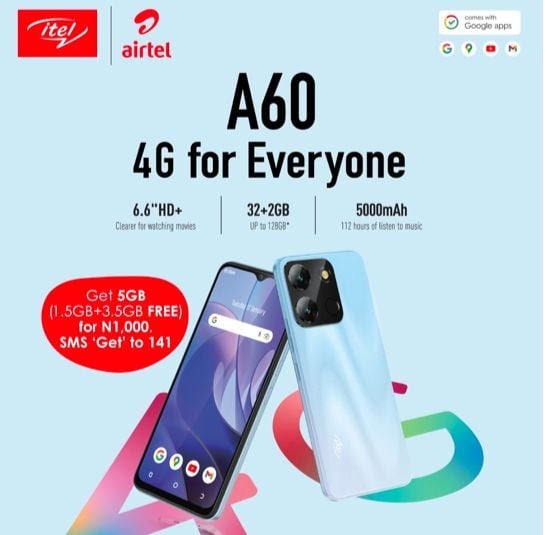 itel
airtel
comes with
Google apps
A60
4G for Everyone
6.6"HD+
Clearer for watching movies
32+2GB
UP to 128GB*
5000mAh
112 hours of listen to music
Get 5GB
(1.5GB+3.5GB FREE)
for N1,000.
SMS 'Get' to 141
itel